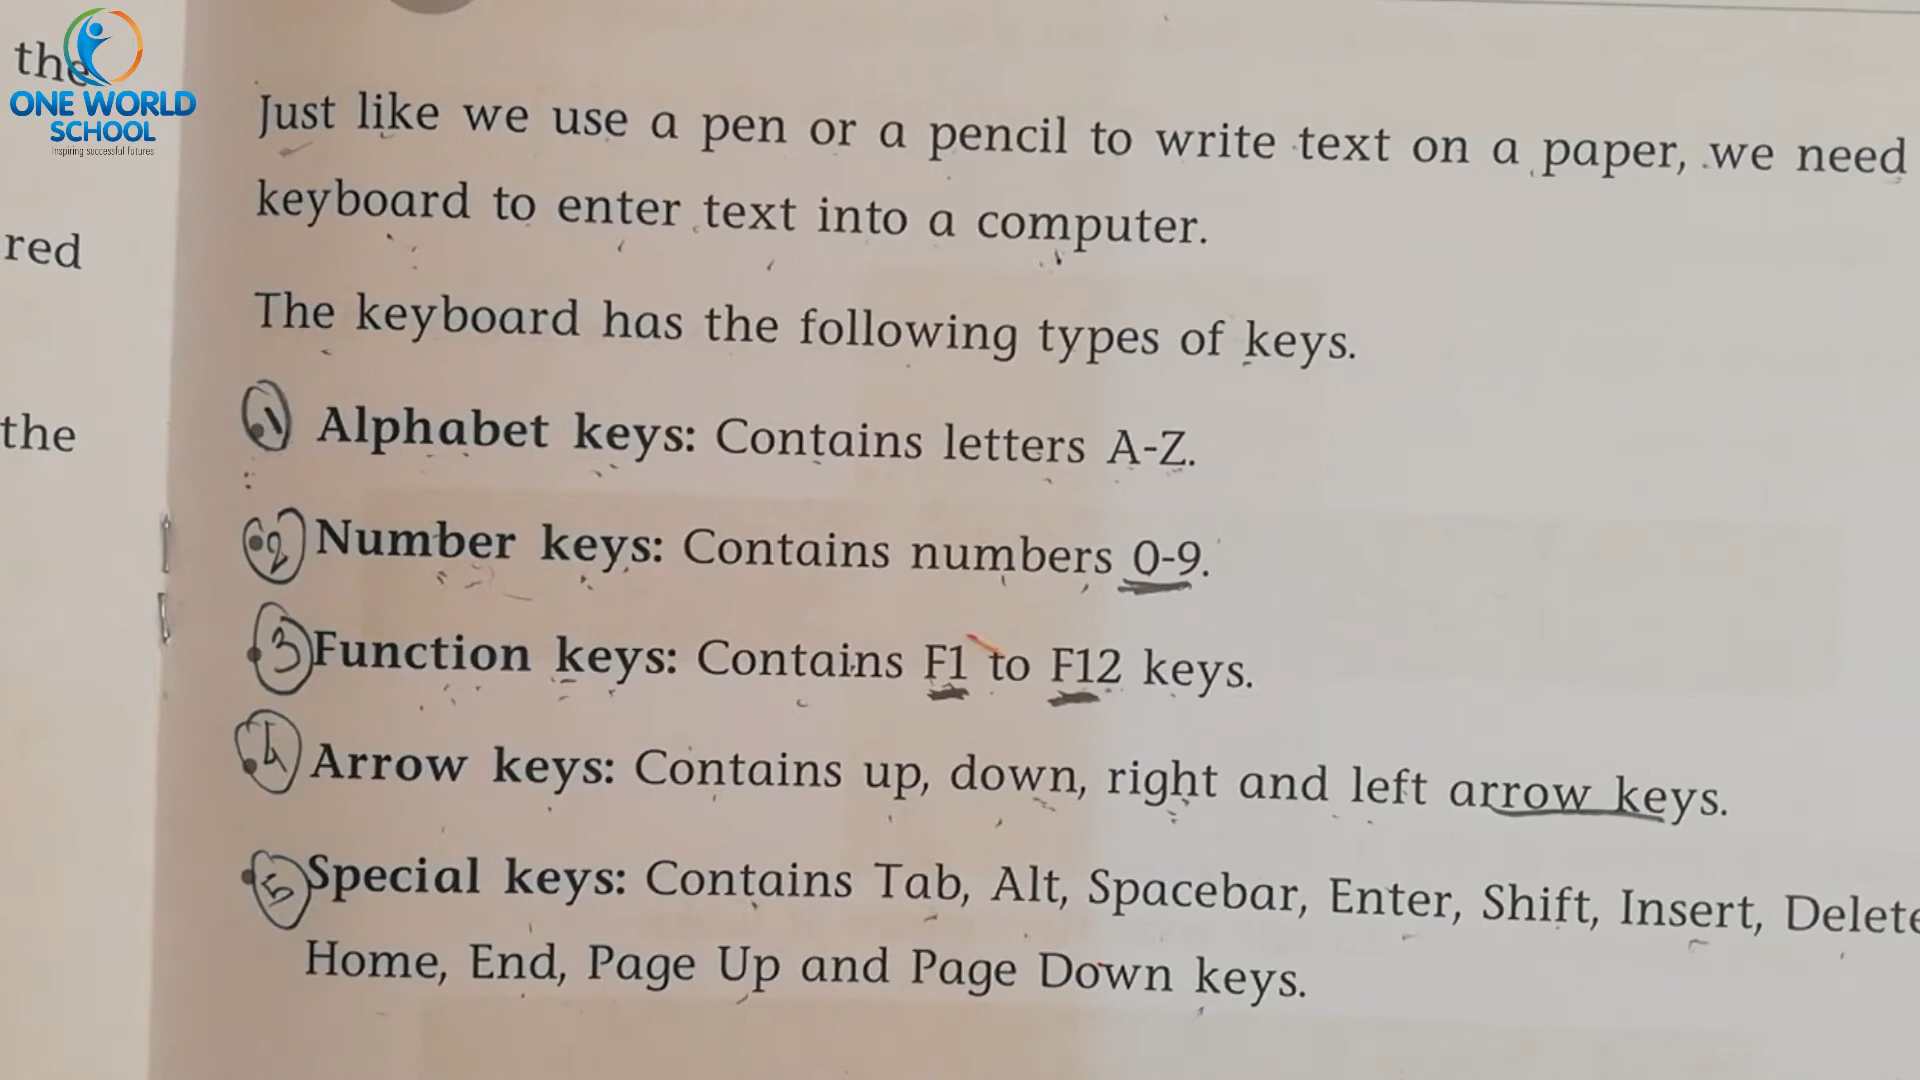 the
ONE WORLD
SCHOOL
Inspiring successful futures
red
the
Just like we use a pen or a pencil to write text on a paper, we need
keyboard to enter text into a computer.
The keyboard has the following types of keys.
1 Alphabet keys: Contains letters A-Z.
2 Number keys: Contains numbers 0-9.
3 Function keys: Contains F1 to F12 keys.
4 Arrow keys: Contains up, down, right and left arrow keys.
5 Special keys: Contains Tab, Alt, Spacebar, Enter, Shift, Insert, Delete
Home, End, Page Up and Page Down keys.